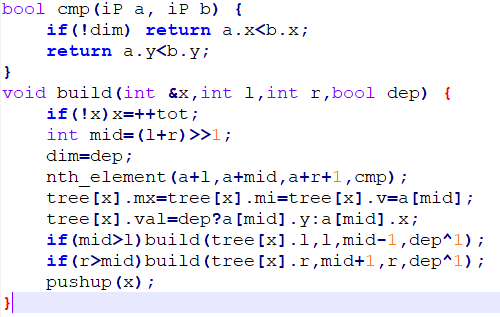 bool cmp(iP a, iP b) {
    if(!dim) return a.x<b.x;
    return a.y<b.y;
}
void build(int &x,int l,int r,bool dep) {
    if(!x)x=++tot;
    int mid=(l+r)>>1;
    dim=dep;
    nth_element(a+l,a+mid,a+r+1,cmp);
    tree[x].mx=tree[x].mi=tree[x].v=a[mid];
    tree[x].val=dep?a[mid].y:a[mid].x;
    if(mid>l)build(tree[x].l,l,mid-1,dep^1);
    if(r>mid)build(tree[x].r,mid+1,r,dep^1);
    pushup(x);
}